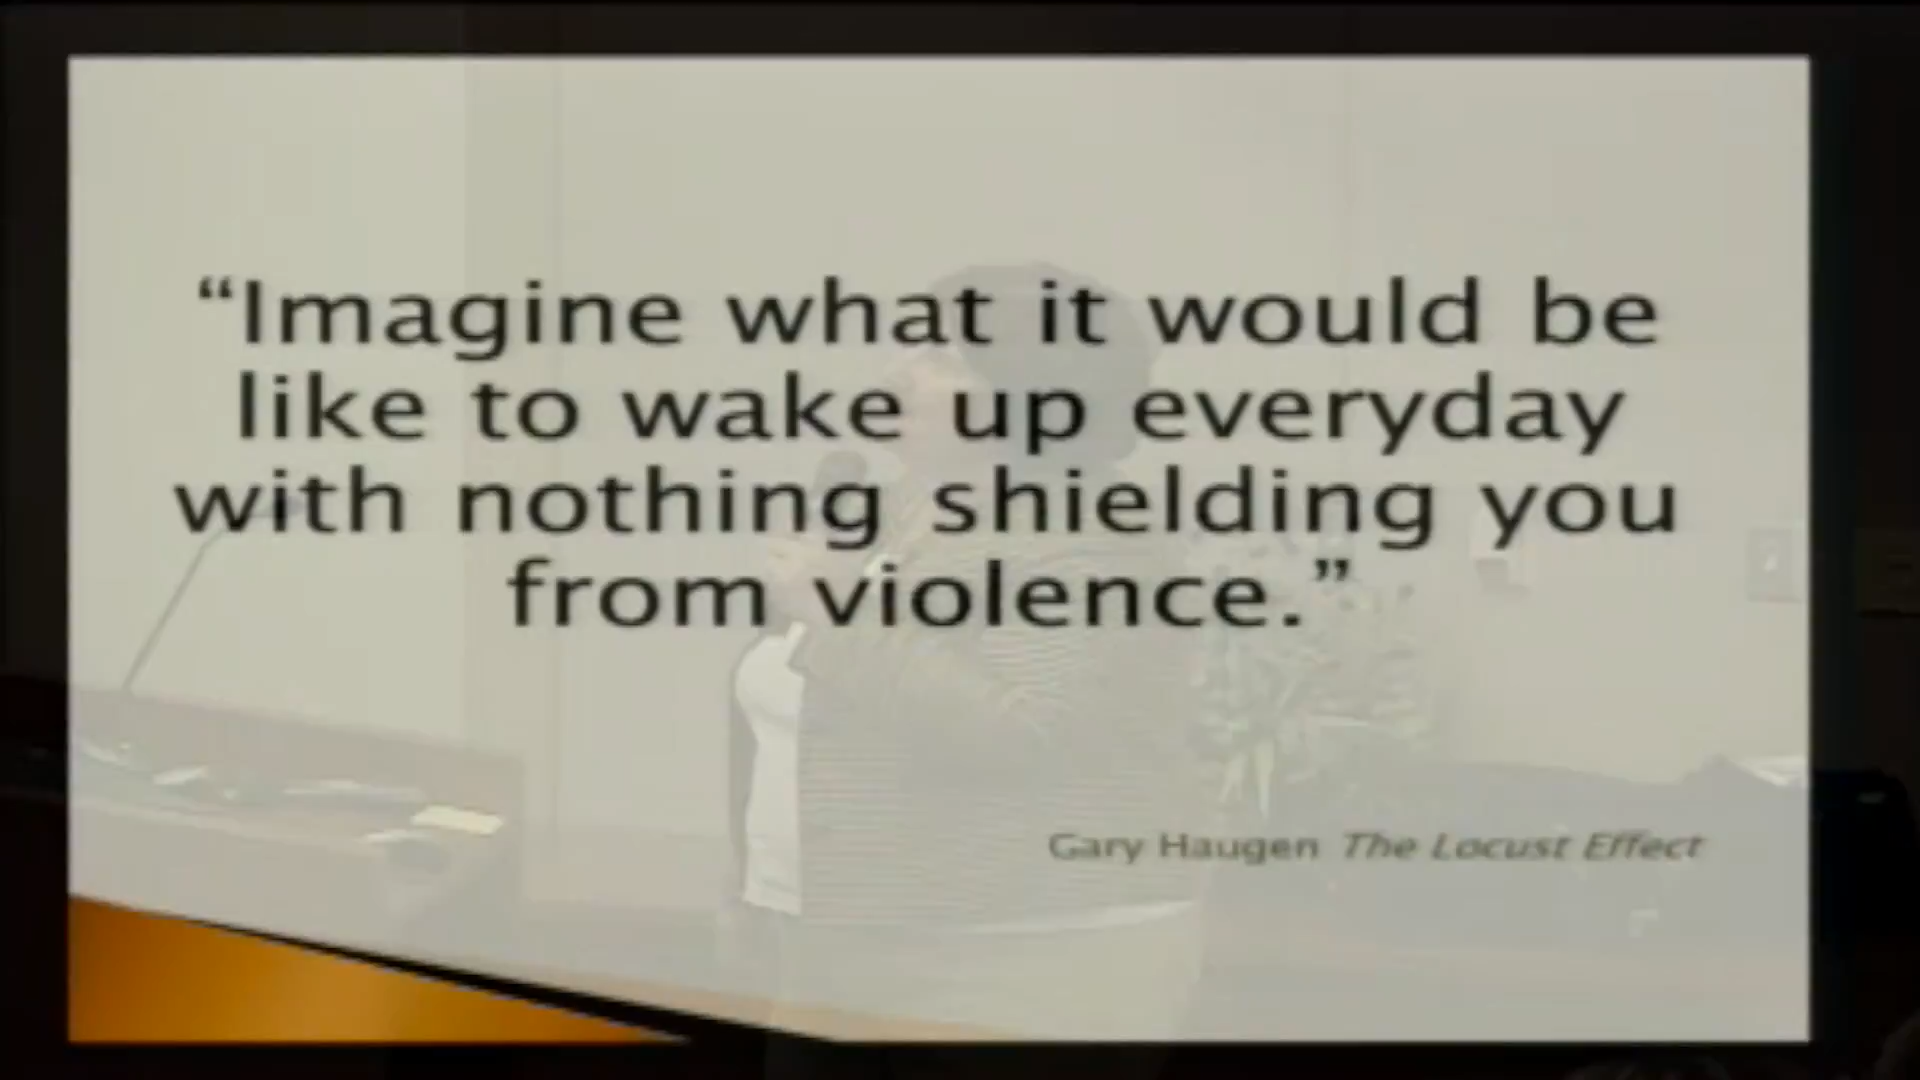 “Imagine what it would be
like to wake up everyday
with nothing shielding you
from violence.”
Gary Haugen The Locust Effect